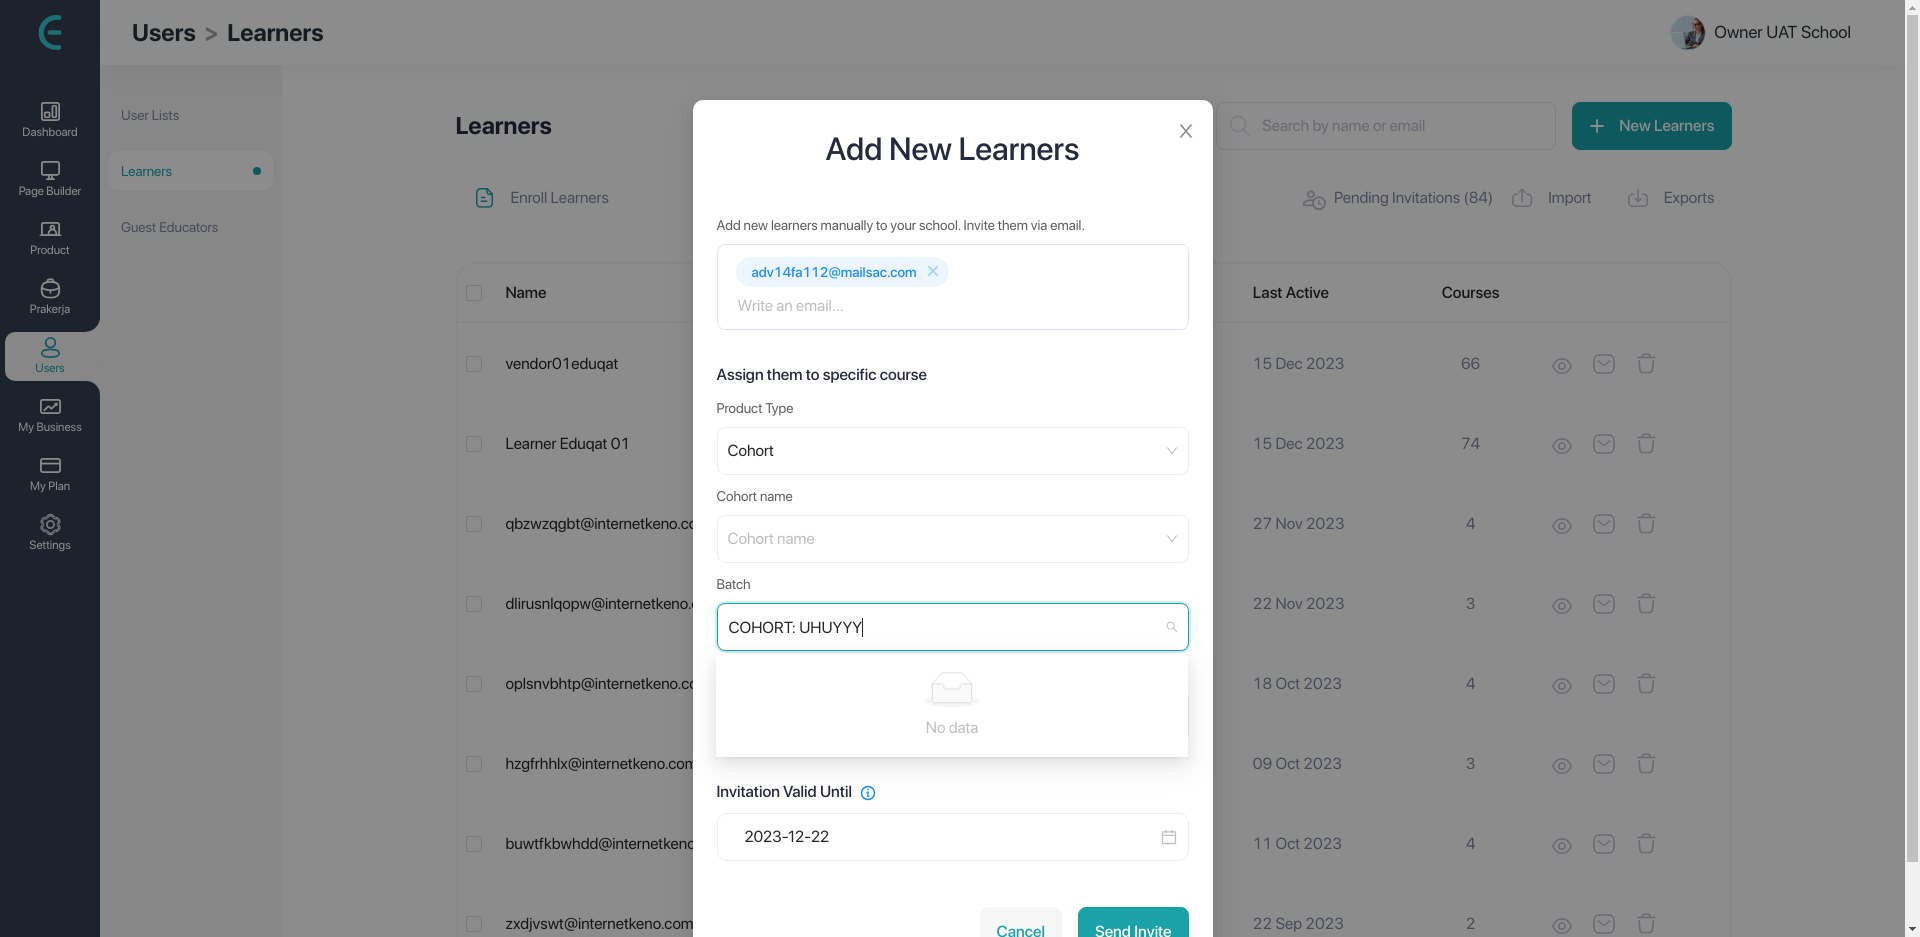 Users > Learners
Owner UAT School
Dashboard
Page Builder
Product
Prakerja
Users
My Business
My Plan
Settings
User Lists
Learners
Guest Educators
Learners
Search by name or email
New Learners
Enroll Learners
Pending Invitations (84)
Import
Exports
Name
Last Active
Courses
vendor01eduqat
15 Dec 2023
66
Learner Eduqat 01
15 Dec 2023
74
qbzwzqgbt@internetkeno.co
27 Nov 2023
4
dlirusnlqopw@internetkeno.
22 Nov 2023
3
oplsnvbhtp@internetkeno.co
18 Oct 2023
4
hzgfrhhlx@internetkeno.com
09 Oct 2023
3
buwtfkbwhdd@internetkeno
11 Oct 2023
4
zxdjvswt@internetkeno.com
22 Sep 2023
2
Add New Learners
Add new learners manually to your school. Invite them via email.
adv14fa112@mailsac.com
Write an email...
Assign them to specific course
Product Type
Cohort
Cohort name
Cohort name
Batch
COHORT: UHUYYY
No data
Invitation Valid Until
2023-12-22
Cancel
Send Invite